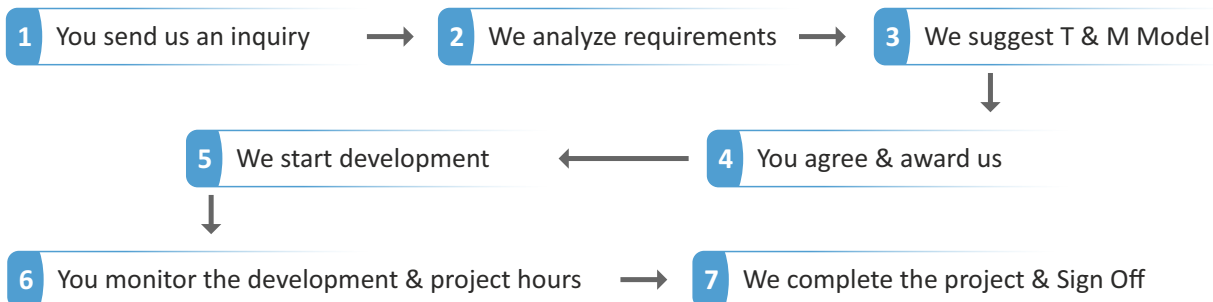 1 You send us an inquiry
2 We analyze requirements
3 We suggest T & M Model
4 You agree & award us
5 We start development
6 You monitor the development & project hours
7 We complete the project & Sign Off